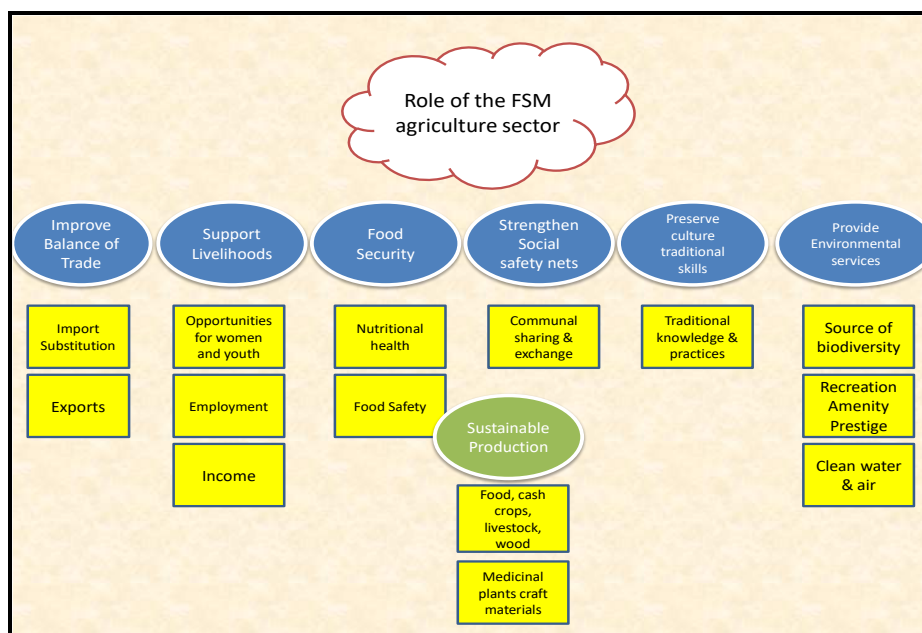 Role of the FSM
agriculture sector
Improve
Balance of
Trade
Support
Livelihoods
Food
Security
Strengthen
Social
safety nets
Preserve
culture
traditional
skills
Provide
Environmental
services
Import
Substitution
Exports
Opportunities
for women
and youth
Employment
Income
Nutritional
health
Food Safety
Communal
sharing &
exchange
Traditional
knowledge &
practices
Source of
biodiversity
Recreation
Amenity
Prestige
Clean water
& air
Sustainable
Production
Food, cash
crops,
livestock,
wood
Medicinal
plants craft
materials